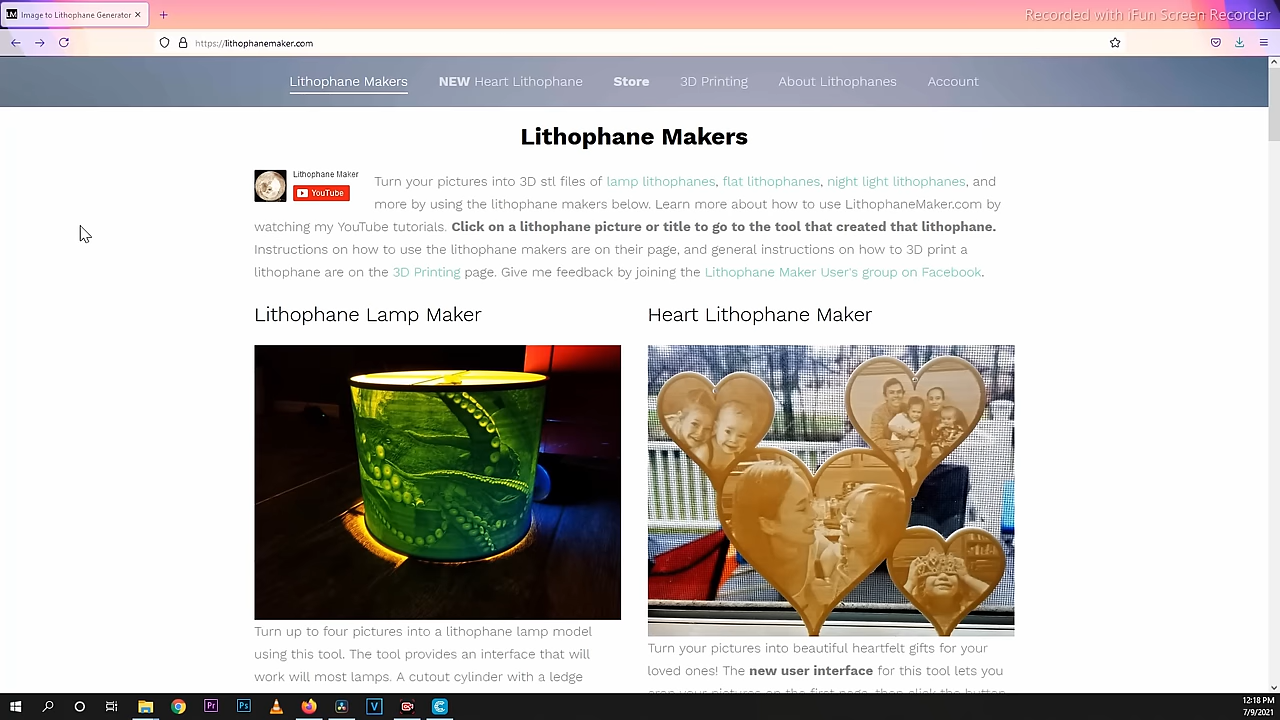 Image to Lithophane Generator
Recorded with iFun Screen Recorder
https://lithophanemaker.com
Lithophane Makers NEW Heart Lithophane Store 3D Printing About Lithophanes Account
Lithophane Makers
Lithophane Maker
YouTube
Turn your pictures into 3D stl files of lamp lithophanes, flat lithophanes, night light lithophanes, and
more by using the lithophane makers below. Learn more about how to use LithophaneMaker.com by
watching my YouTube tutorials. Click on a lithophane picture or title to go to the tool that created that lithophane.
Instructions on how to use the lithophane makers are on their page, and general instructions on how to 3D print a
lithophane are on the 3D Printing page. Give me feedback by joining the Lithophane Maker User's group on Facebook.
Lithophane Lamp Maker
Turn up to four pictures into a lithophane lamp model
using this tool. The tool provides an interface that will
work will most lamps. A cutout cylinder with a ledge
Heart Lithophane Maker
Turn your pictures into beautiful heartfelt gifts for your
loved ones! The new user interface for this tool lets you
12:18 PM
7/9/2021